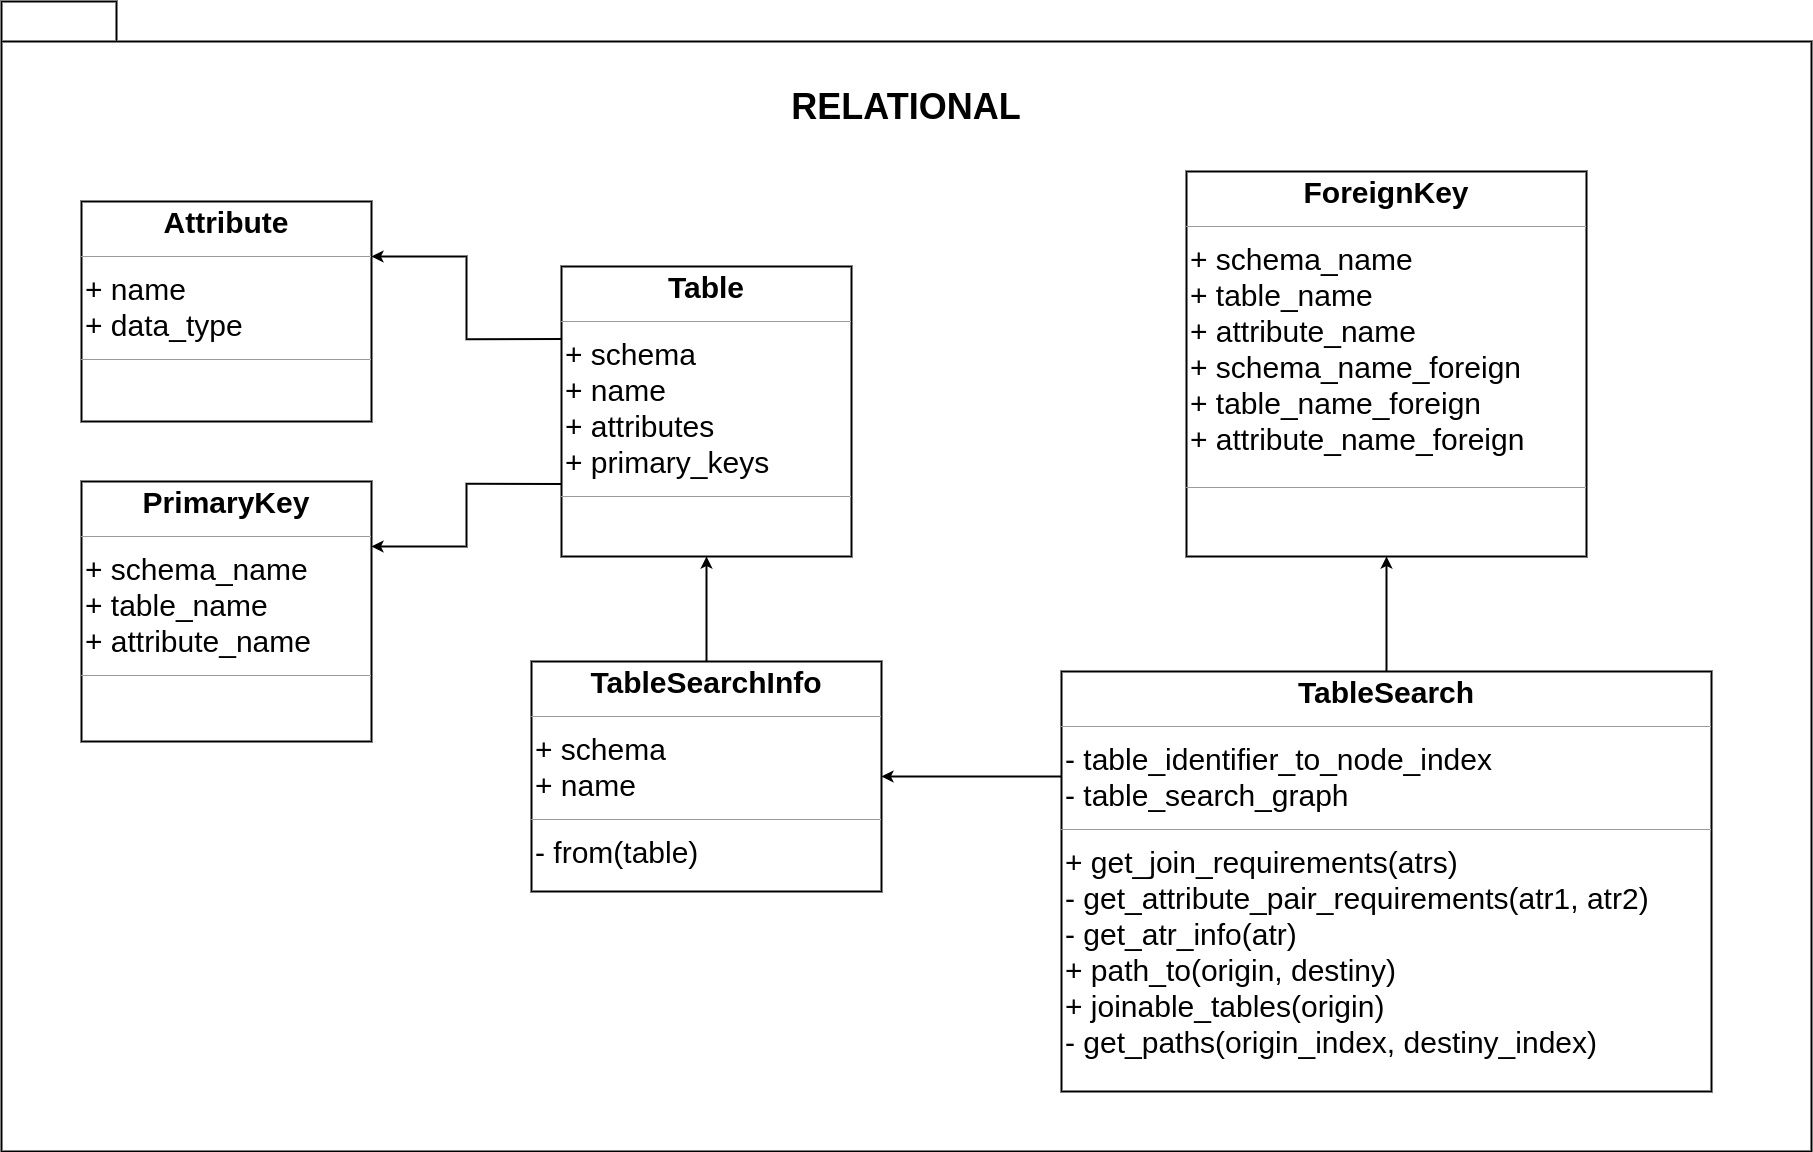 RELATIONAL
Attribute
+ name
+ data_type
PrimaryKey
+ schema_name
+ table_name
+ attribute_name
Table
+ schema
+ name
+ attributes
+ primary_keys
TableSearchInfo
+ schema
+ name
- from(table)
ForeignKey
+ schema_name
+ table_name
+ attribute_name
+ schema_name_foreign
+ table_name_foreign
+ attribute_name_foreign
TableSearch
- table_identifier_to_node_index
- table_search_graph
+ get_join_requirements(atrs)
- get_attribute_pair_requirements(atr1, atr2)
- get_atr_info(atr)
+ path_to(origin, destiny)
+ joinable_tables(origin)
- get_paths(origin_index, destiny_index)